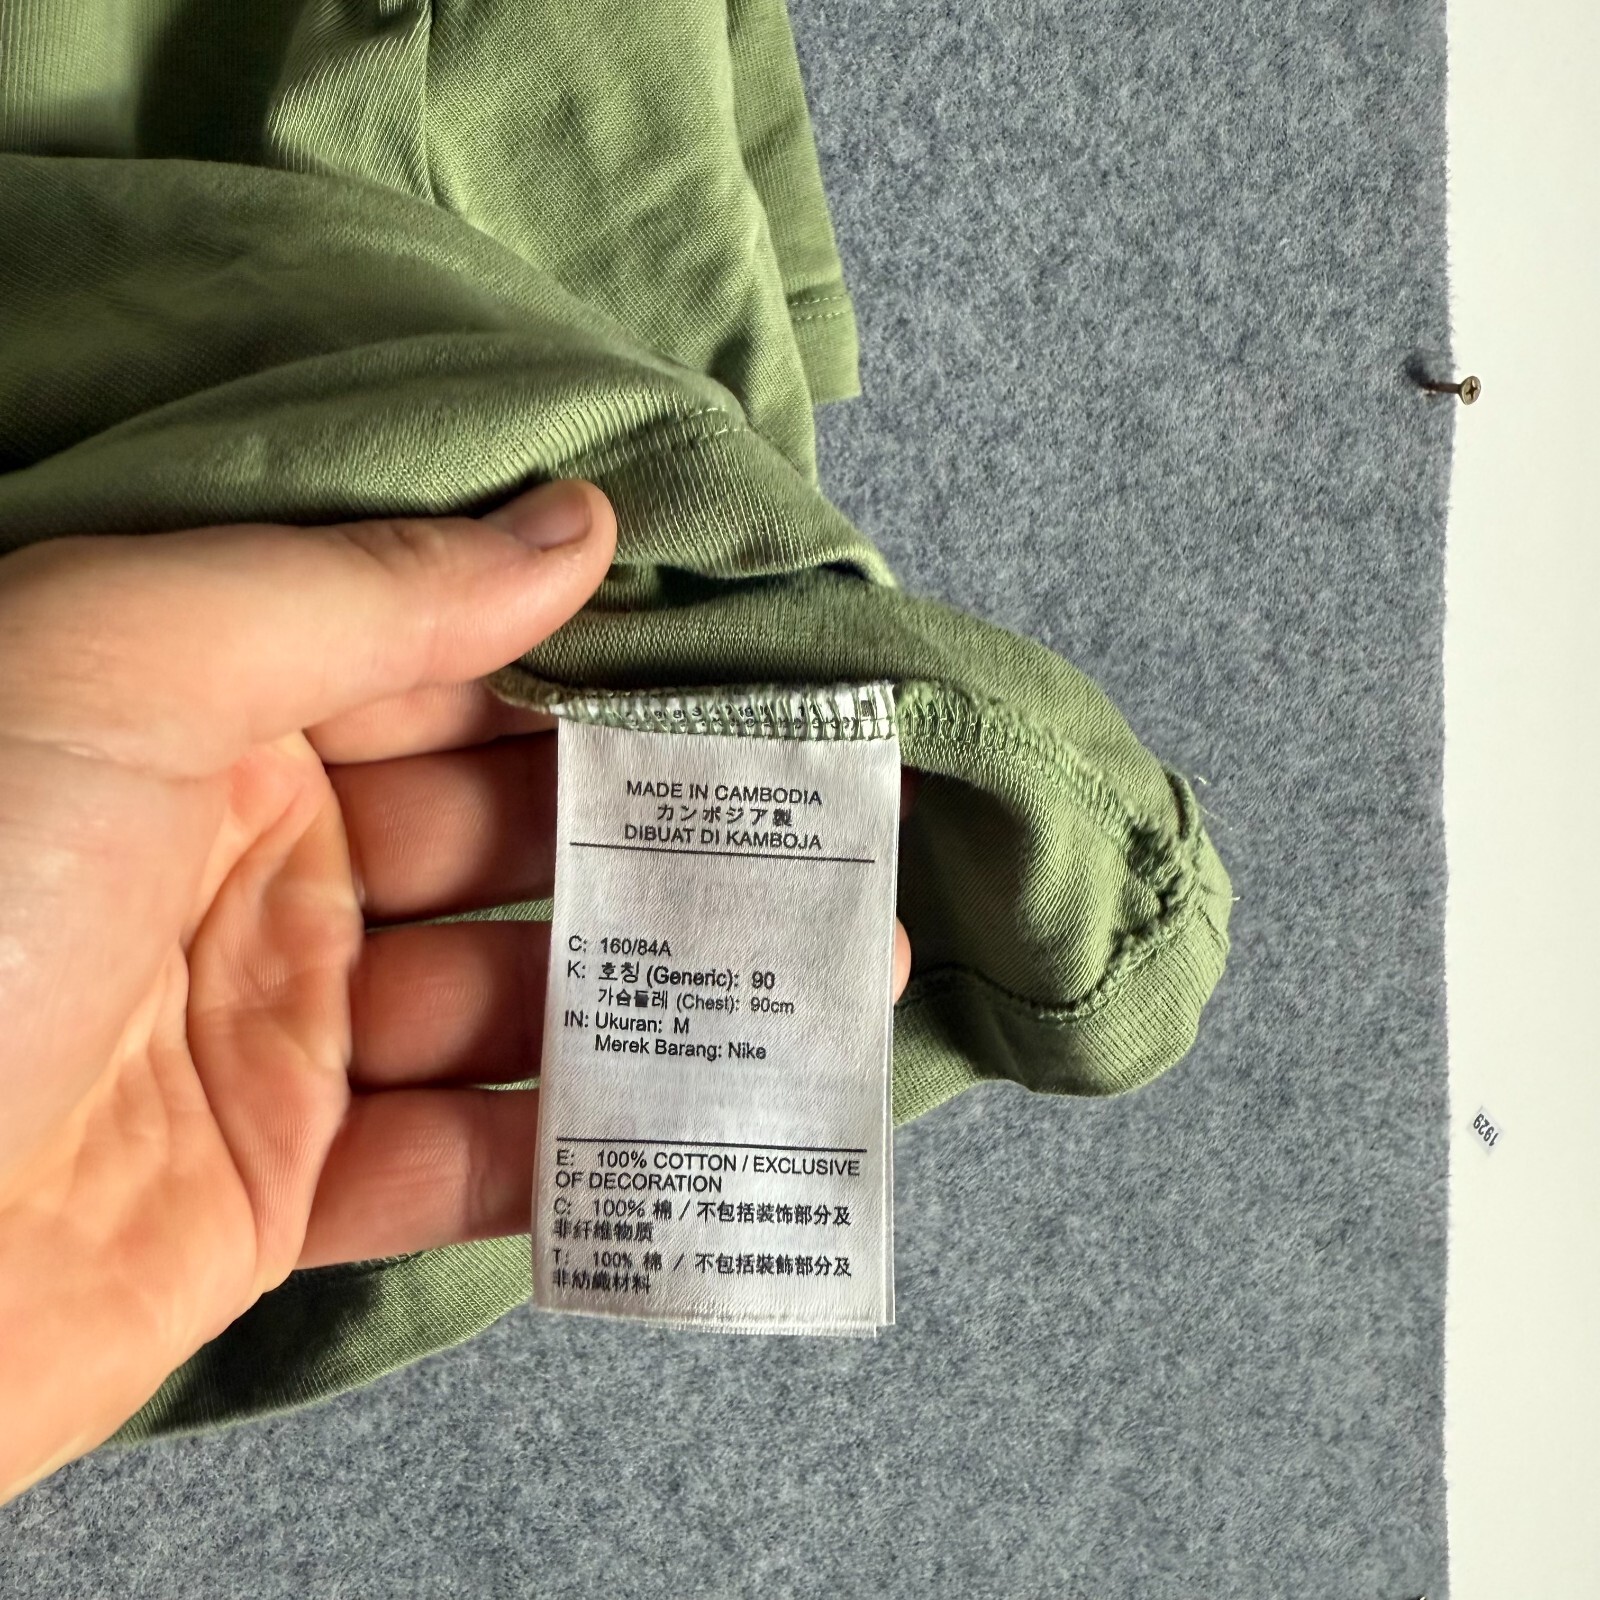 MADE IN CAMBODIA
カンボジア製
DIBUAT DI KAMBOJA
C: 160/84A
K: 호칭 (Generic): 90
가슴둘레 (Chest): 90cm
IN: Ukuran: M
Merek Barang: Nike
E: 100% COTTON / EXCLUSIVE
OF DECORATION
C: 100% 棉 / 不包括装饰部分及
非纤维物质
T: 100% 棉 / 不包括裝飾部分及
非紡織材料
1929